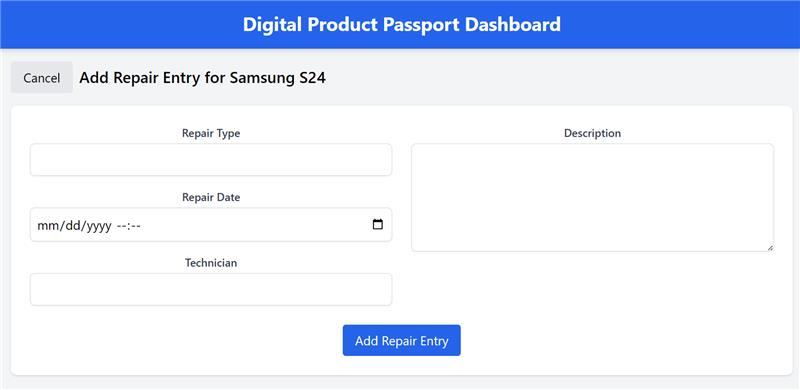 Digital Product Passport Dashboard
Cancel
Add Repair Entry for Samsung S24
Repair Type
Repair Date
mm/dd/yyyy --:--
Technician
Description
Add Repair Entry